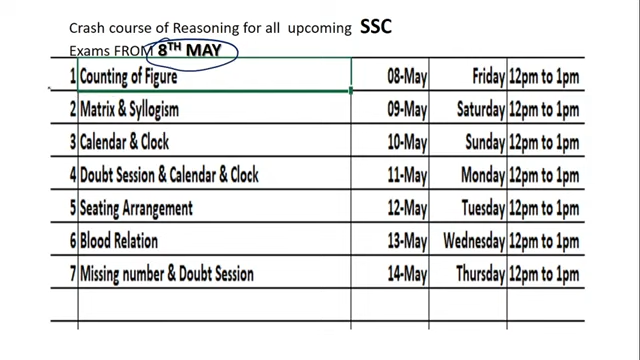 Crash course of Reasoning for all upcoming SSC
Exams FROM 8TH MAY
1 Counting of Figure 08-May Friday 12pm to 1pm
2 Matrix & Syllogism 09-May Saturday 12pm to 1pm
3 Calendar & Clock 10-May Sunday 12pm to 1pm
4 Doubt Session & Calendar & Clock 11-May Monday 12pm to 1pm
5 Seating Arrangement 12-May Tuesday 12pm to 1pm
6 Blood Relation 13-May Wednesday 12pm to 1pm
7 Missing number & Doubt Session 14-May Thursday 12pm to 1pm